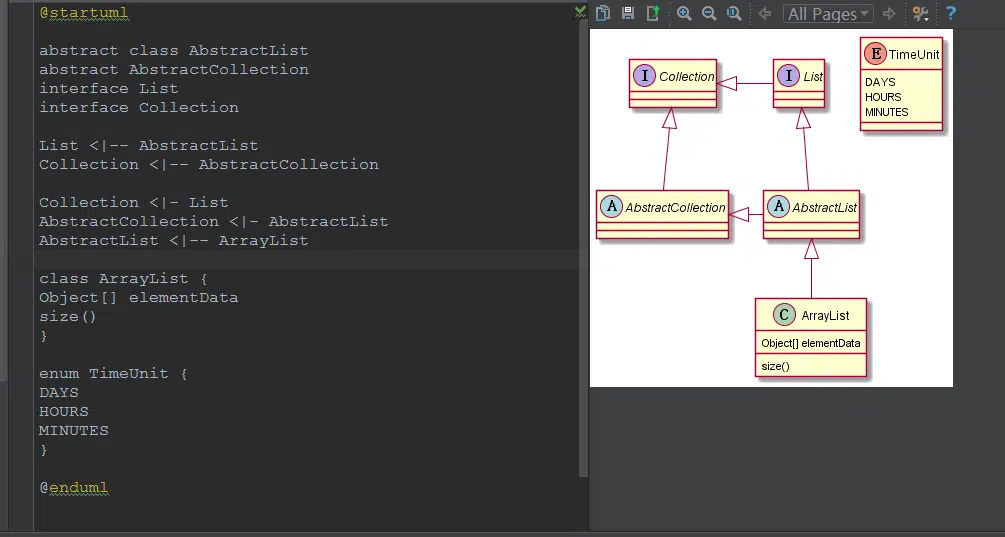 @startuml
abstract class AbstractList
abstract AbstractCollection
interface List
interface Collection
List <|-- AbstractList
Collection <|-- AbstractCollection
Collection <|- List
AbstractCollection <|- AbstractList
AbstractList <|-- ArrayList
class ArrayList {
Object[] elementData
size()
}
enum TimeUnit {
DAYS
HOURS
MINUTES
}
@enduml
1:1
All Pages
?
I Collection
I List
E TimeUnit
DAYS
HOURS
MINUTES
A AbstractCollection
A AbstractList
C ArrayList
Object[] elementData
size()